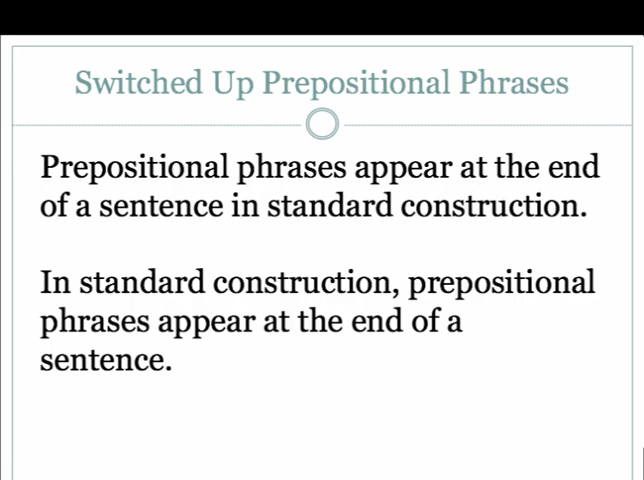 Switched Up Prepositional Phrases
Prepositional phrases appear at the end
of a sentence in standard construction.
In standard construction, prepositional
phrases appear at the end of a
sentence.